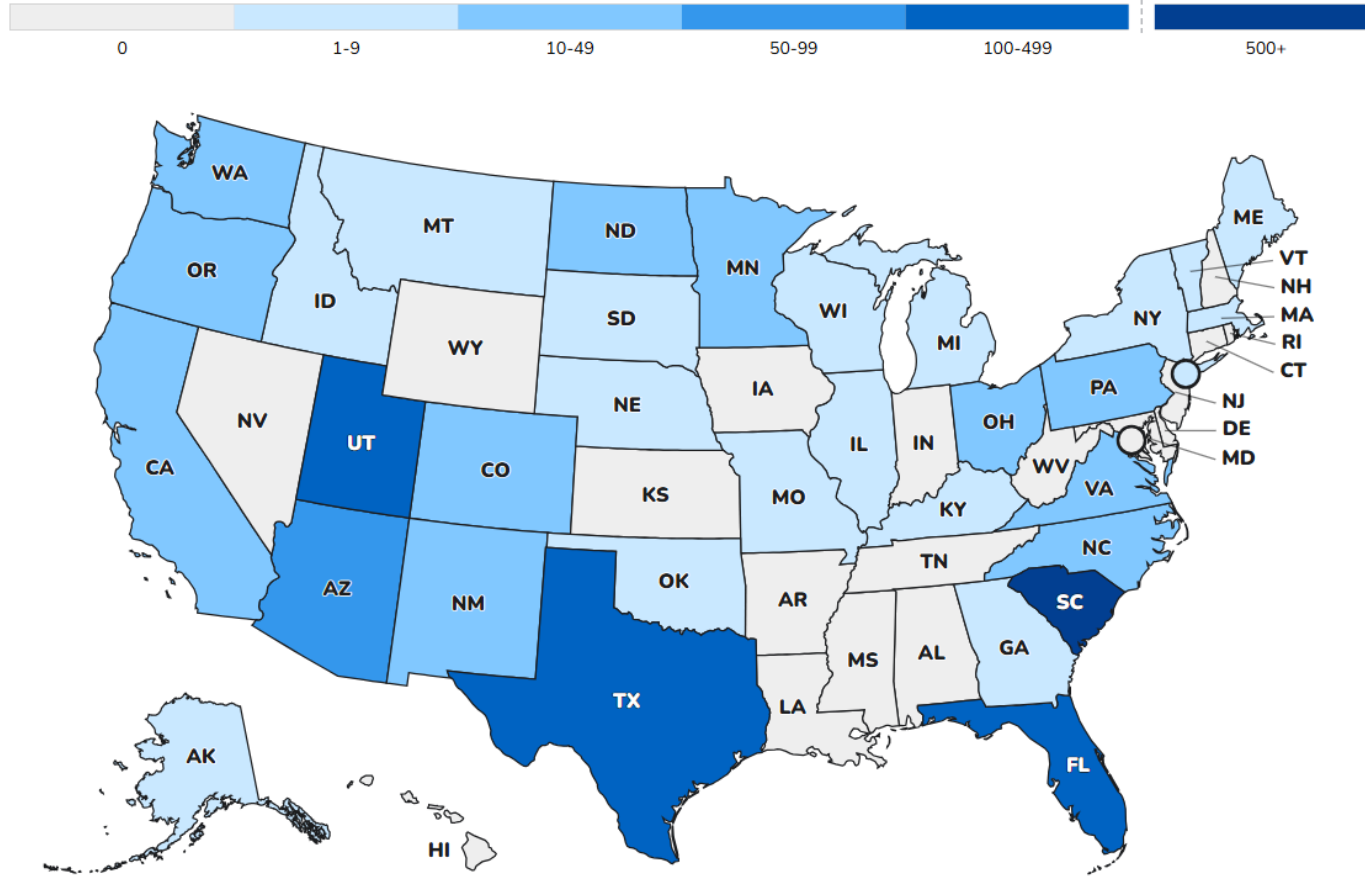 0 1-9 10-49 50-99 100-499 500+
WA
MT
ND
MN
ME
VT
NH
MA
RI
CT
OR
ID
SD
WI
MI
NY
WY
IA
PA
NJ
DE
MD
NV
UT
CO
NE
IL
IN
OH
WV
VA
CA
KS
MO
KY
NC
AZ
NM
OK
AR
TN
SC
TX
LA
MS
AL
GA
FL
AK
HI